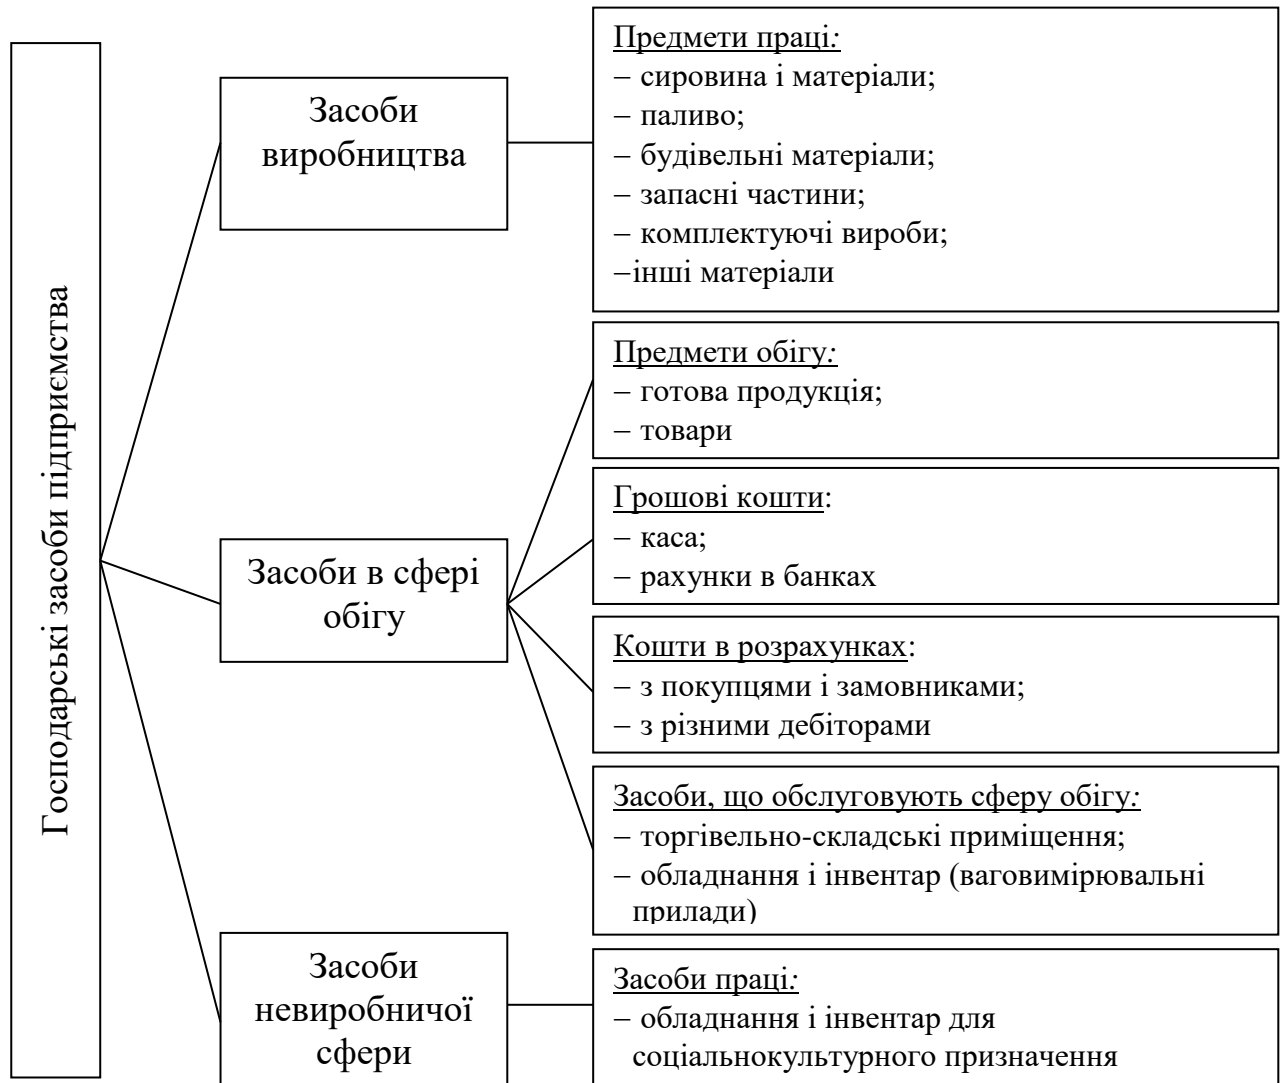 Господарські засоби підприємства
Засоби
виробництва
Предмети праці:
– сировина і матеріали;
– паливо;
– будівельні матеріали;
– запасні частини;
– комплектуючі вироби;
–інші матеріали
Засоби в сфері
обігу
Предмети обігу:
– готова продукція;
– товари
Грошові кошти:
– каса;
– рахунки в банках
Кошти в розрахунках:
– з покупцями і замовниками;
– з різними дебіторами
Засоби, що обслуговують сферу обігу:
– торгівельно-складські приміщення;
– обладнання і інвентар (ваговимірювальні
прилади)
Засоби
невиробничої
сфери
Засоби праці:
– обладнання і інвентар для
соціальнокультурного призначення